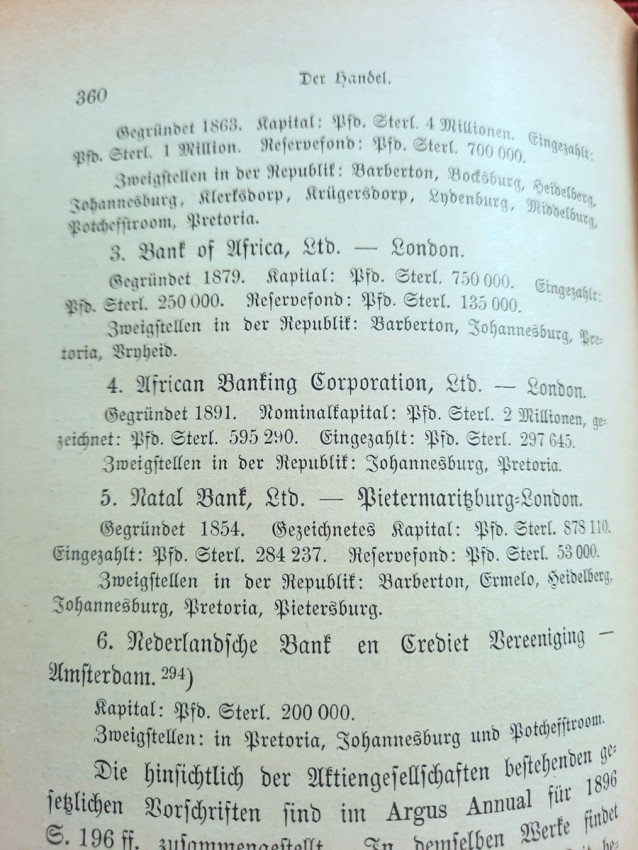 360
Der Handel.
Gegründet 1863. Kapital: Pfd. Sterl. 4 Millionen. Eingezahlt:
Pfd. Sterl. 1 Million. Reservefond: Pfd. Sterl. 700 000.
Zweigstellen in der Republik: Barberton, Bocksburg, Heidelberg,
Johannesburg, Klerksdorp, Krügersdorp, Lydenburg, Middelburg,
Potchefstroom, Pretoria.
3. Bank of Africa, Ltd. — London.
Gegründet 1879. Kapital: Pfd. Sterl. 750 000. Eingezahlt:
Pfd. Sterl. 250 000. Reservefond: Pfd. Sterl. 135 000.
Zweigstellen in der Republik: Barberton, Johannesburg, Pre-
toria, Vryheid.
4. African Banking Corporation, Ltd. — London.
Gegründet 1891. Nominalkapital: Pfd. Sterl. 2 Millionen, ge-
zeichnet: Pfd. Sterl. 595 290. Eingezahlt: Pfd. Sterl. 297 645.
Zweigstellen in der Republik: Johannesburg, Pretoria.
5. Natal Bank, Ltd. — Pietermaritzburg-London.
Gegründet 1854. Gezeichnetes Kapital: Pfd. Sterl. 878 110.
Eingezahlt: Pfd. Sterl. 284 237. Reservefond: Pfd. Sterl. 53 000.
Zweigstellen in der Republik: Barberton, Ermelo, Heidelberg,
Johannesburg, Pretoria, Pietersburg.
6. Nederlandsche Bank en Crediet Vereeniging —
Amsterdam. 294)
Kapital: Pfd. Sterl. 200 000.
Zweigstellen: in Pretoria, Johannesburg und Potchefstroom.
Die hinsichtlich der Aktiengesellschaften bestehenden ge-
setzlichen Vorschriften sind im Argus Annual für 1896
S. 196 ff. zusammengestellt. In demselben Werke findet